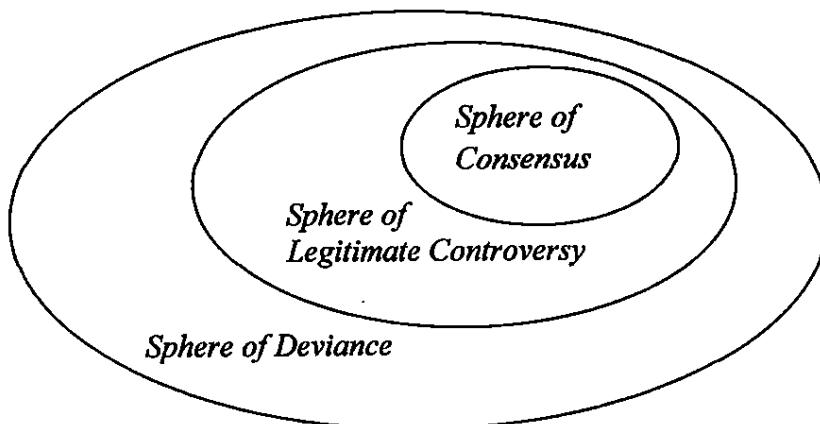 Sphere of
Consensus
Sphere of
Legitimate Controversy
Sphere of Deviance